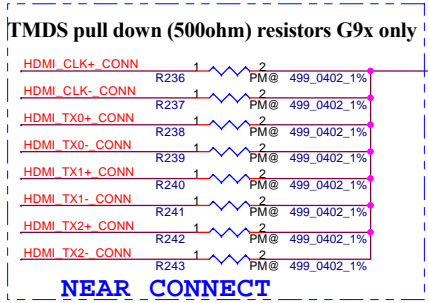 TMDS pull down (500ohm) resistors G9x only
HDMI_CLK+_CONN 1 2
R236 PM@ 499_0402_1%
HDMI_CLK-_CONN 1 2
R237 PM@ 499_0402_1%
HDMI_TX0+_CONN 1 2
R238 PM@ 499_0402_1%
HDMI_TX0-_CONN 1 2
R239 PM@ 499_0402_1%
HDMI_TX1+_CONN 1 2
R240 PM@ 499_0402_1%
HDMI_TX1-_CONN 1 2
R241 PM@ 499_0402_1%
HDMI_TX2+_CONN 1 2
R242 PM@ 499_0402_1%
HDMI_TX2-_CONN 1 2
R243 PM@ 499_0402_1%
NEAR CONNECT